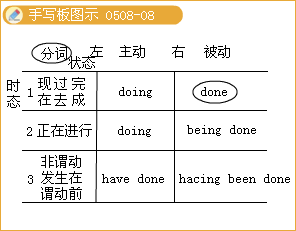 手写板图示 0508-08
分词 状态 左 主动 右 被动
时态
1 现在 过去 完成 doing done
2 正在进行 doing being done
3 非谓动发生在谓动前 have done hacing been done